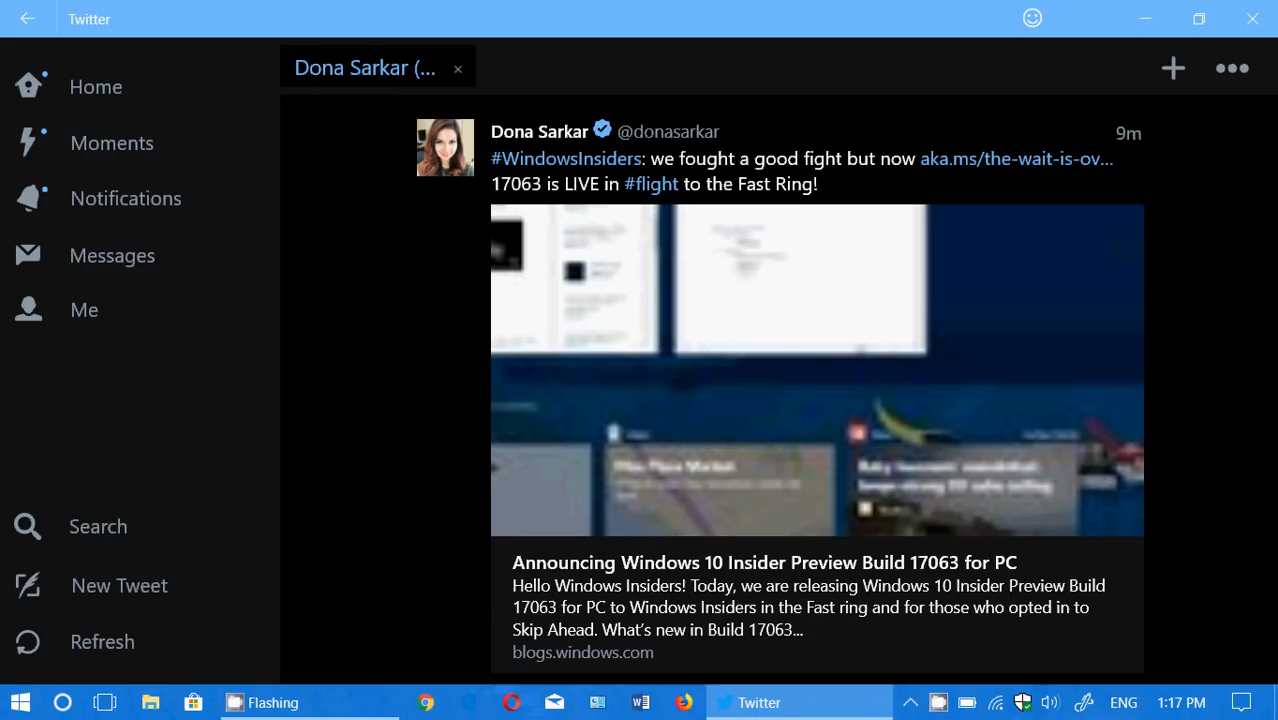 Twitter
Dona Sarkar (...
Home
Moments
Notifications
Messages
Me
Search
New Tweet
Refresh
Dona Sarkar @donasarkar 9m
#WindowsInsiders: we fought a good fight but now aka.ms/the-wait-is-ov...
17063 is LIVE in #flight to the Fast Ring!
Announcing Windows 10 Insider Preview Build 17063 for PC
Hello Windows Insiders! Today, we are releasing Windows 10 Insider Preview Build
17063 for PC to Windows Insiders in the Fast ring and for those who opted in to
Skip Ahead. What's new in Build 17063...
blogs.windows.com
Flashing
Twitter
ENG
1:17 PM